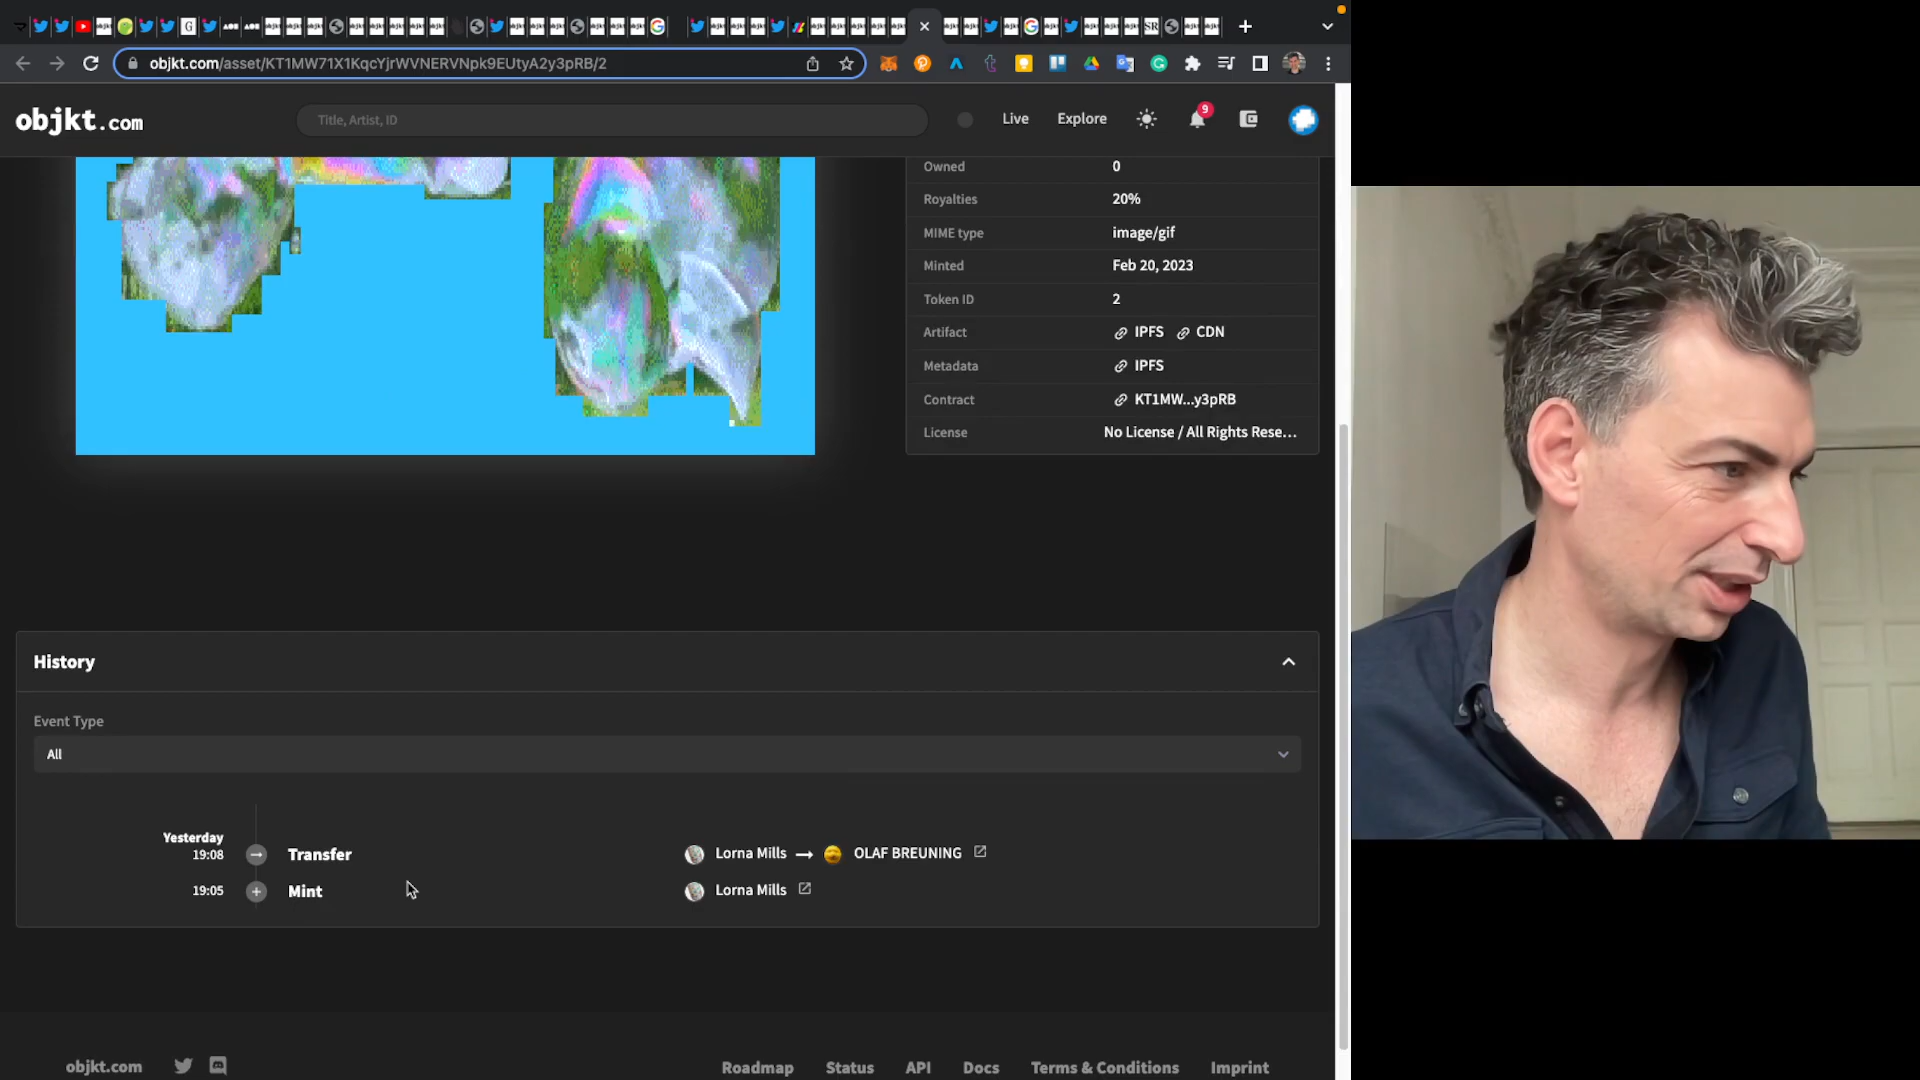 objkt.com/asset/KT1MW71X1KqcYjrWVNERVNpk9EUtyA2y3pRB/2
objkt.com
Title, Artist, ID
Live
Explore
9
Owned 0
Royalties 20%
MIME type image/gif
Minted Feb 20, 2023
Token ID 2
Artifact IPFS CDN
Metadata IPFS
Contract KT1MW...y3pRB
License No License / All Rights Rese...
History
Event Type
All
Yesterday
19:08 Transfer Lorna Mills → OLAF BREUNING
19:05 Mint Lorna Mills
objkt.com
Roadmap Status API Docs Terms & Conditions Imprint